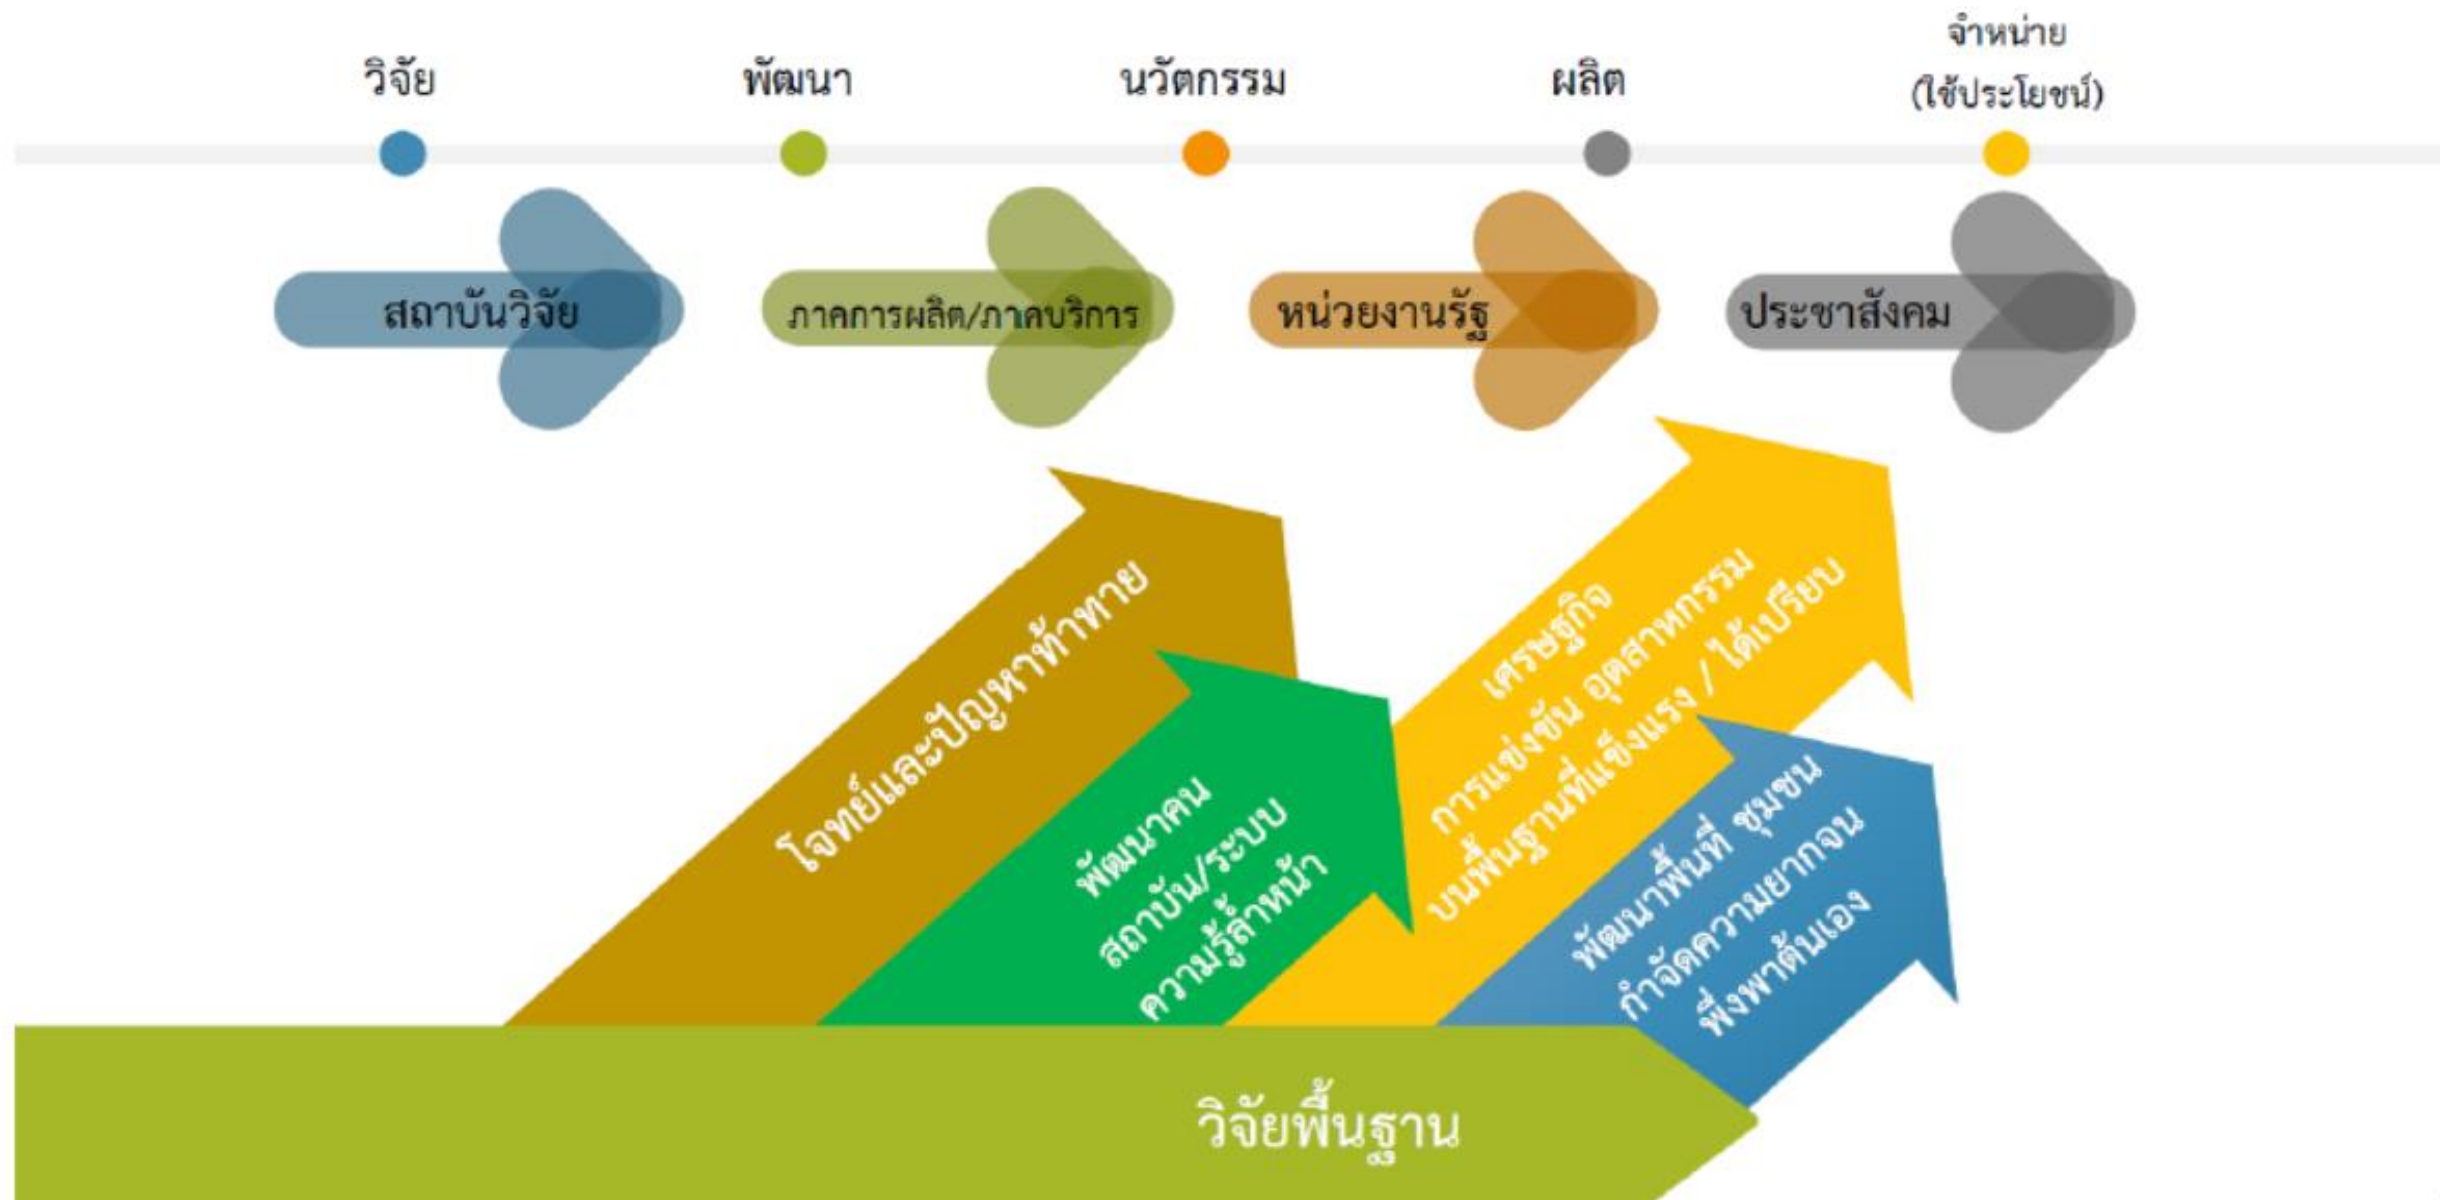 วิจัย
พัฒนา
นวัตกรรม
ผลิต
จำหน่าย
(ใช้ประโยชน์)
สถาบันวิจัย
ภาคการผลิต/ภาคบริการ
หน่วยงานรัฐ
ประชาสังคม
โจทย์และปัญหาท้าทาย
พัฒนาคน
สถาบัน/ระบบ
ความรู้ล้ำหน้า
เศรษฐกิจ
การแข่งขัน อุตสาหกรรม
บนพื้นฐานที่แข็งแรง / ได้เปรียบ
พัฒนาพื้นที่ ชุมชน
กำจัดความยากจน
พึ่งพาต้นเอง
วิจัยพื้นฐาน